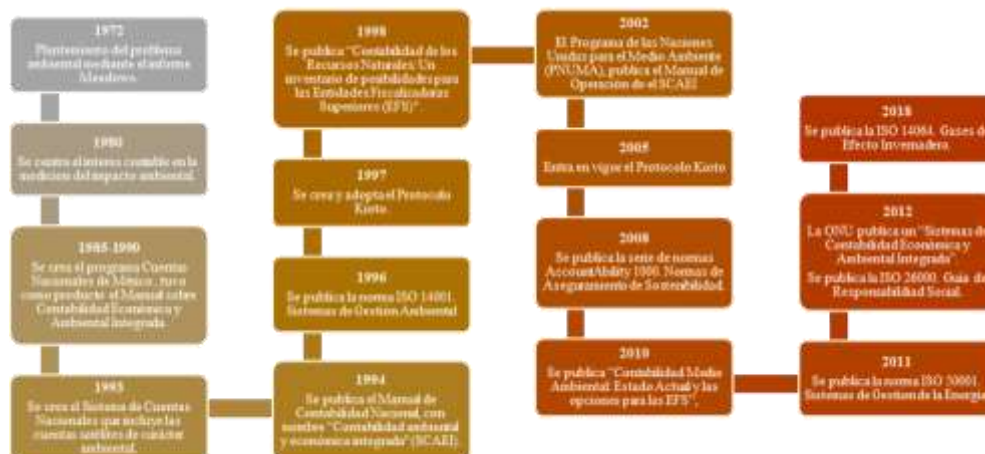 1972
Planteamiento del problema
ambiental mediante el informe
Meadows.
1980
Se centra el interes contable en la
medición del impacto ambiental.
1985-1990
Se crea el programa Cuentas
Nacionales de México, tuvo
como producto el Manual sobre
Contabilidad Económica y
Ambiental Integrada.
1993
Se crea el Sistema de Cuentas
Nacionales que incluye las
cuentas satélites de carácter
ambiental.
1994
Se publica el Manual de
Contabilidad Nacional, con
nombre "Contabilidad ambiental
y económica integrada" (SCAEI).
1996
Se publica la norma ISO 14001.
Sistemas de Gestión Ambiental
1997
Se crea y adopta el Protocolo
Kioto.
1998
Se publica "Contabilidad de los
Recursos Naturales: Un
inventario de posibilidades para
las Entidades Fiscalizadoras
Superiores (EFS)".
2002
El Programa de las Naciones
Unidas para el Medio Ambiente
(PNUMA), publica el Manual de
Operación de el SCAEI
2005
Entra en vigor el Protocolo Kioto
2008
Se publica la serie de normas
AccountAbility 1000. Normas de
Aseguramiento de Sostenibilidad.
2010
Se publica "Contabilidad Medio
Ambiental: Estado Actual y las
opciones para las EFS",
2011
Se publica la norma ISO 50001.
Sistemas de Gestión de la Energía
2012
La ONU publica un "Sistemas de
Contabilidad Económica y
Ambiental Integrada"
Se publica la ISO 26000. Guía de
Responsabilidad Social.
2018
Se publica la ISO 14064. Gases de
Efecto Invernadero.